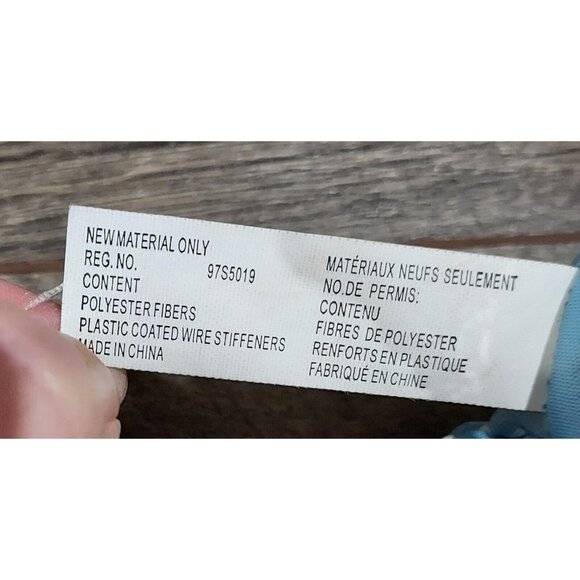 NEW MATERIAL ONLY
REG. NO. 97S5019
CONTENT
POLYESTER FIBERS
PLASTIC COATED WIRE STIFFENERS
MADE IN CHINA
MATÉRIAUX NEUFS SEULEMENT
NO. DE PERMIS:
CONTENU
FIBRES DE POLYESTER
RENFORTS EN PLASTIQUE
FABRIQUÉ EN CHINE